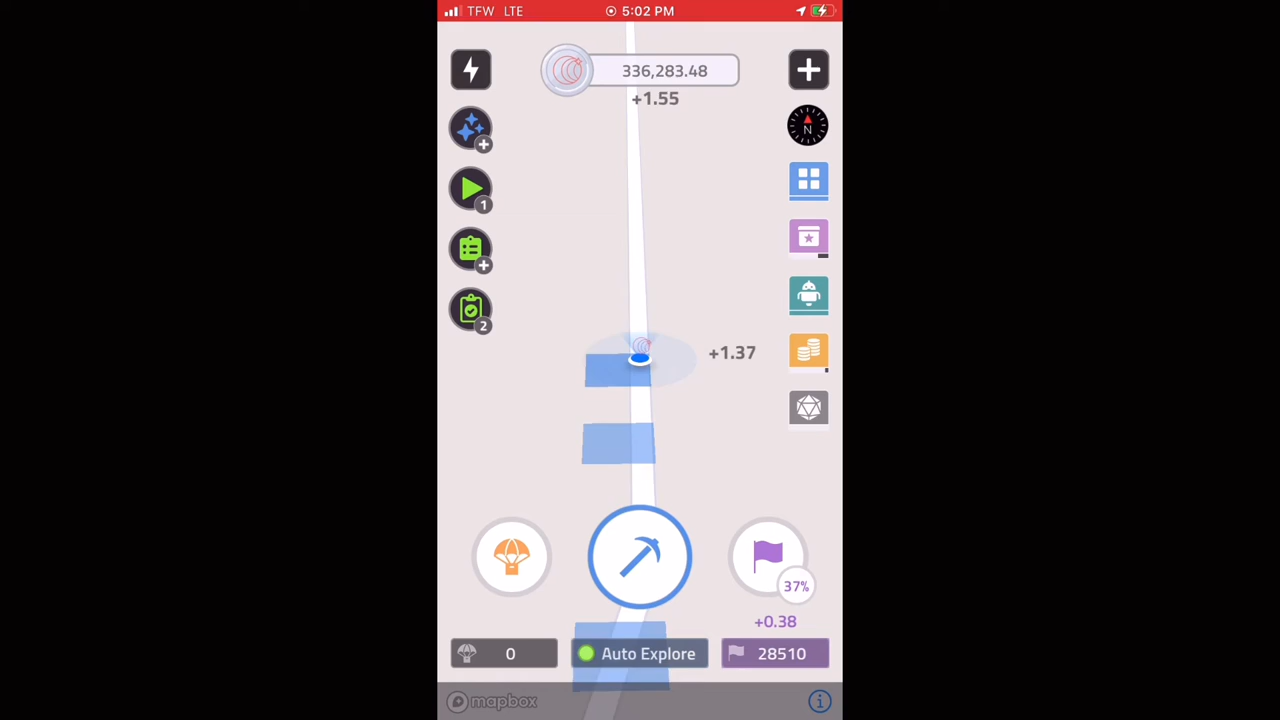 TFW LTE 5:02 PM
336,283.48
+1.55
N
1
2
+1.37
37%
+0.38
0
Auto Explore
28510
mapbox